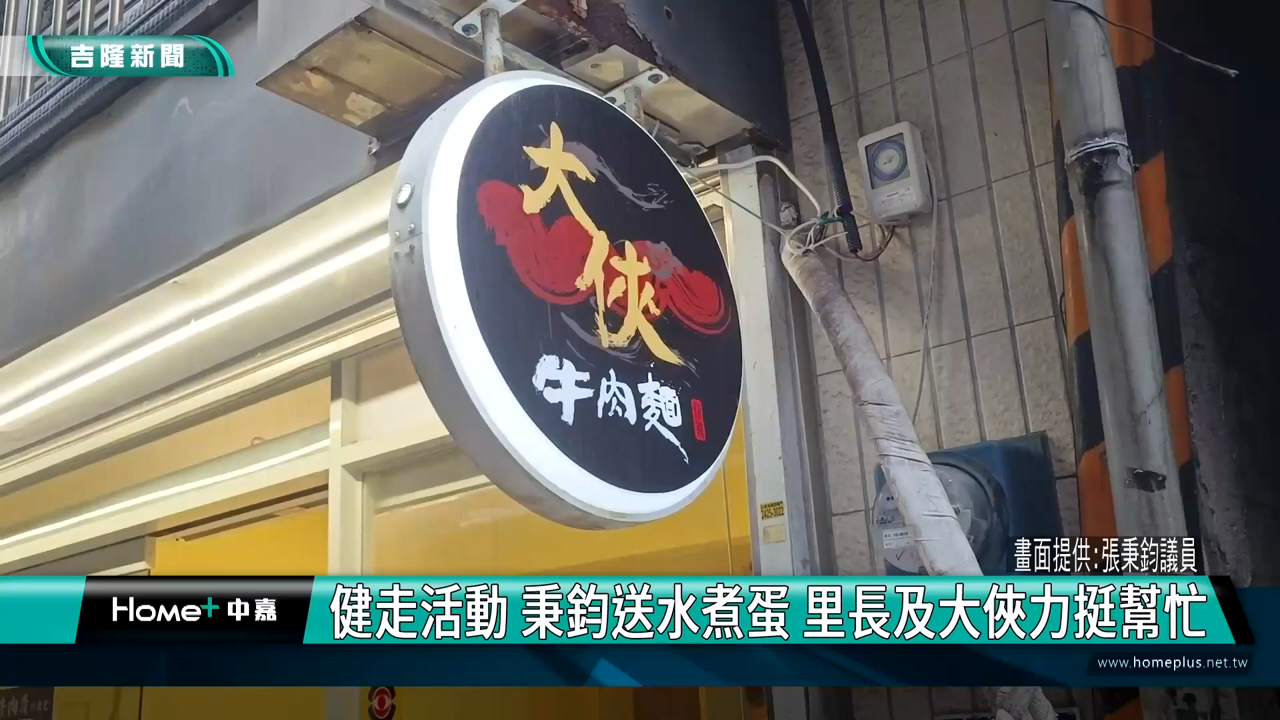 吉隆新聞
大俠
牛肉麵
畫面提供:張秉鈞議員
Home+中嘉
健走活動 秉鈞送水煮蛋 里長及大俠力挺幫忙
www.homeplus.net.tw